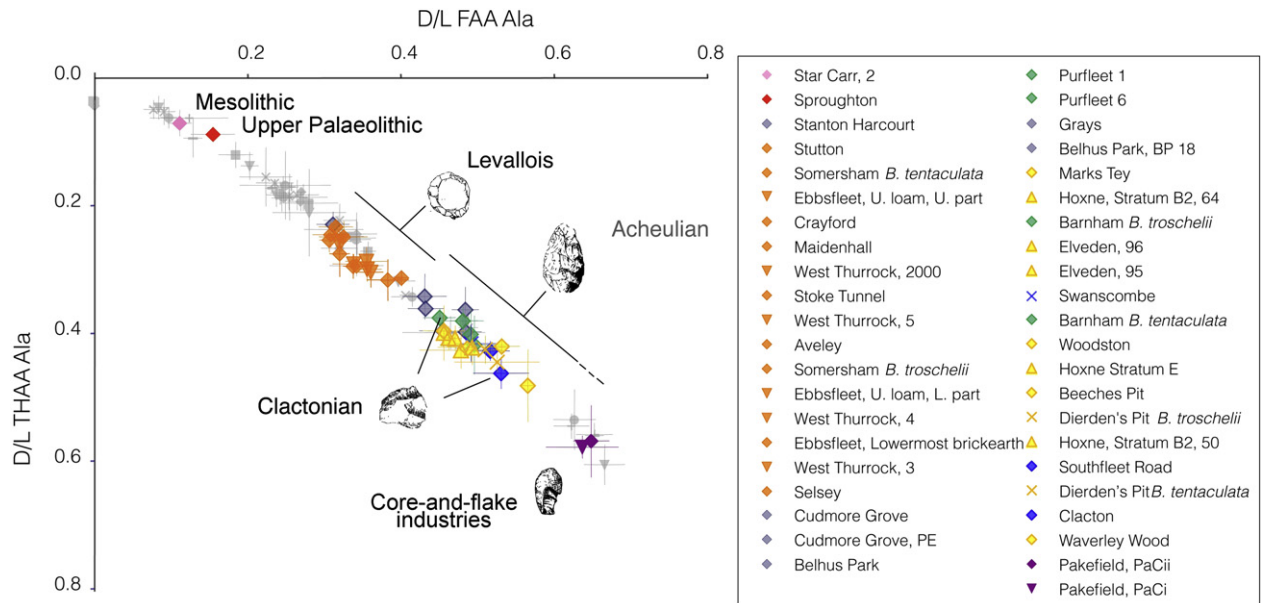 D/L FAA Ala
0.2
0.4
0.6
0.8
0.0
Mesolithic
Upper Palaeolithic
Levallois
0.2
Acheulian
0.4
Clactonian
D/L THAA Ala
0.6
Core-and-flake
industries
0.8
Star Carr, 2
Sproughton
Stanton Harcourt
Stutton
Somersham B. tentaculata
Ebbsfleet, U. loam, U. part
Crayford
Maidenhall
West Thurrock, 2000
Stoke Tunnel
West Thurrock, 5
Aveley
Somersham B. troschelii
Ebbsfleet, U. loam, L. part
West Thurrock, 4
Ebbsfleet, Lowermost brickearth
West Thurrock, 3
Selsey
Cudmore Grove
Cudmore Grove, PE
Belhus Park
Purfleet 1
Purfleet 6
Grays
Belhus Park, BP 18
Marks Tey
Hoxne, Stratum B2, 64
Barnham B. troschelii
Elveden, 96
Elveden, 95
Swanscombe
Barnham B. tentaculata
Woodston
Hoxne Stratum E
Beeches Pit
Dierden's Pit B. troschelii
Hoxne, Stratum B2, 50
Southfleet Road
Dierden's Pit B. tentaculata
Clacton
Waverley Wood
Pakefield, PaCii
Pakefield, PaCi